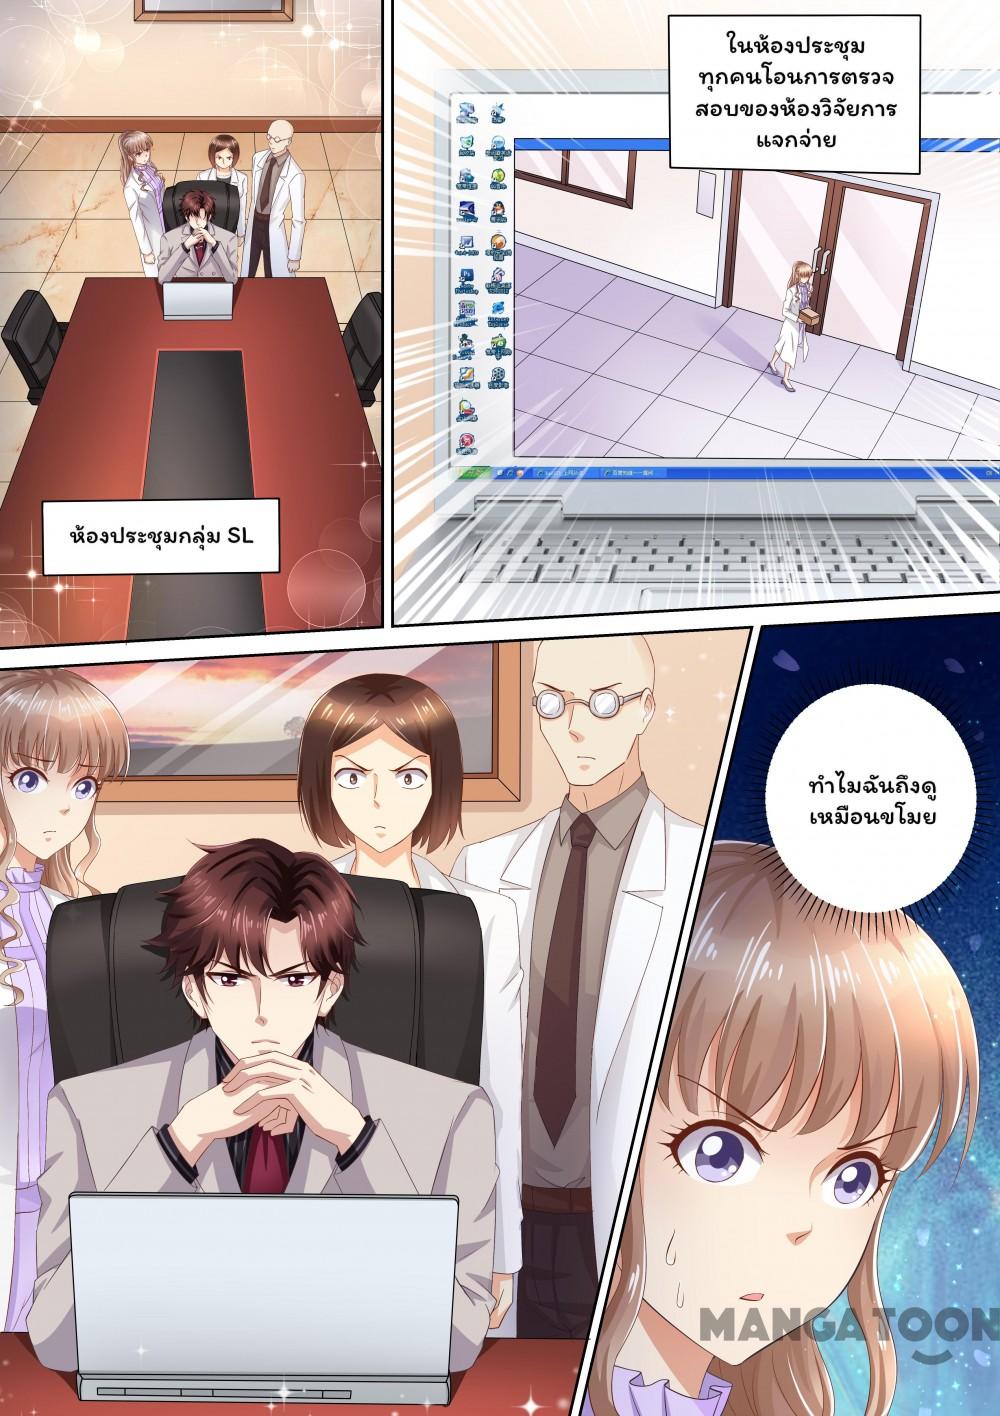 ห้องประชุมกลุ่ม SL
ในห้องประชุม
ทุกคนโอนการตรวจ
สอบของห้องวิจัยการ
แจกจ่าย
ทำไมฉันถึงดู
เหมือนขโมย
MANGATOON